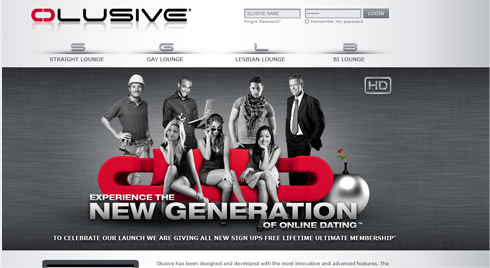 OLUSIVE®
OLUSIVE NAME
LOGIN
Forgot Password?
Remember my password
S
G
L
B
STRAIGHT LOUNGE
GAY LOUNGE
LESBIAN LOUNGE
BI LOUNGE
HD
EXPERIENCE THE
NEW GENERATION
OF ONLINE DATING™
TO CELEBRATE OUR LAUNCH WE ARE GIVING ALL NEW SIGN UPS FREE LIFETIME ULTIMATE MEMBERSHIP*
Olusive has been designed and developed with the most innovative and advanced features. The